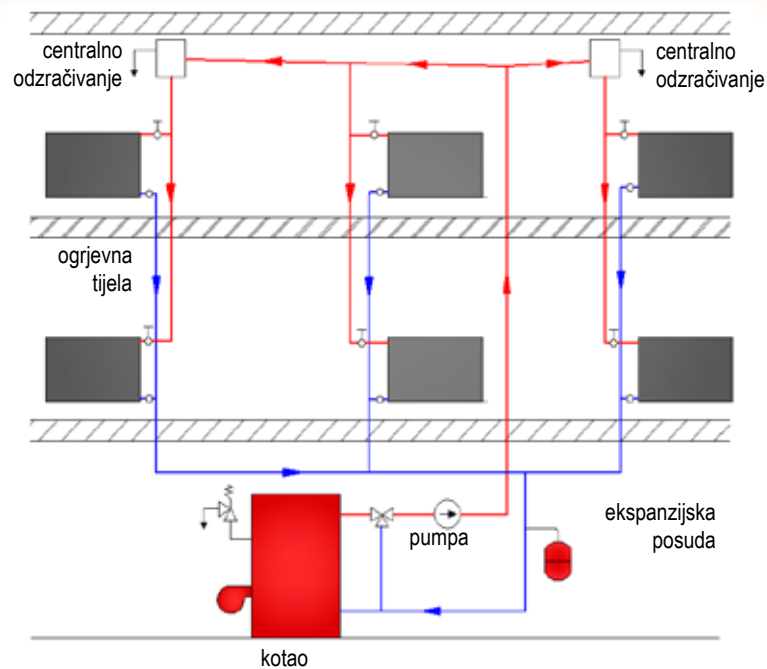 centralno
odzračivanje
centralno
odzračivanje
ogrjevna
tijela
ekspanzijska
posuda
pumpa
kotao